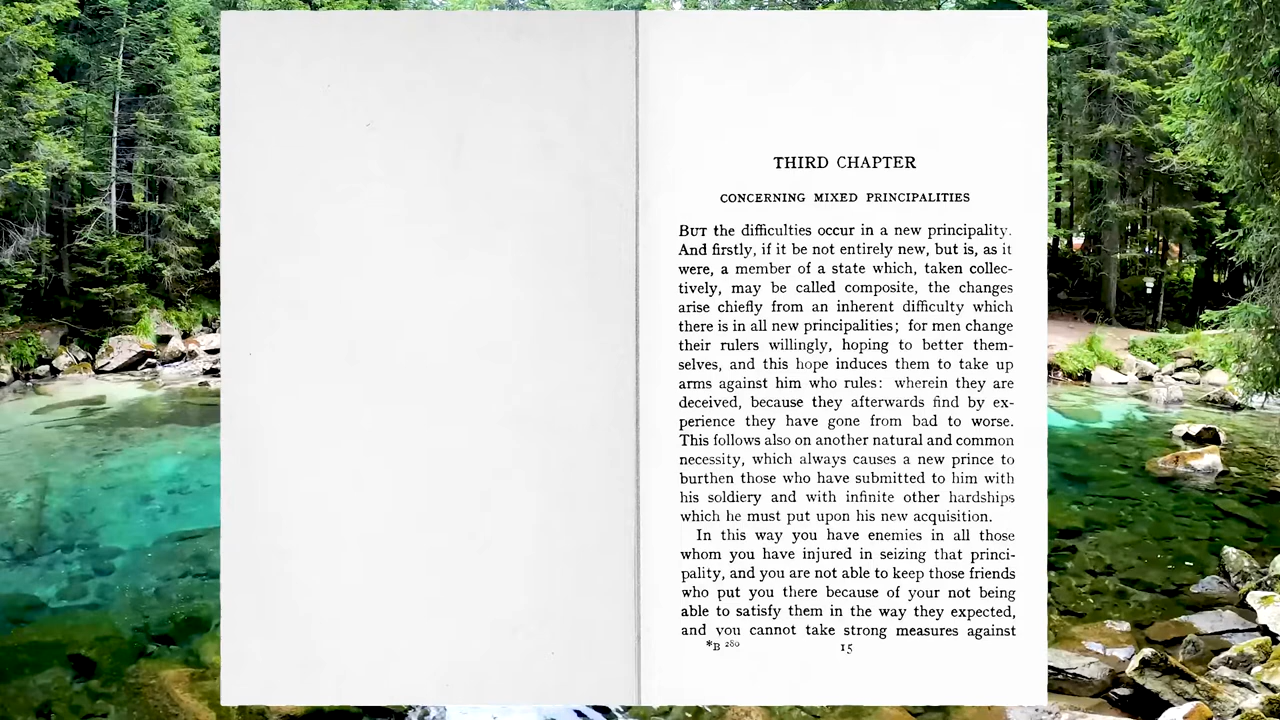 THIRD CHAPTER
CONCERNING MIXED PRINCIPALITIES
BUT the difficulties occur in a new principality.
And firstly, if it be not entirely new, but is, as it
were, a member of a state which, taken collec-
tively, may be called composite, the changes
arise chiefly from an inherent difficulty which
there is in all new principalities; for men change
their rulers willingly, hoping to better them-
selves, and this hope induces them to take up
arms against him who rules: wherein they are
deceived, because they afterwards find by ex-
perience they have gone from bad to worse.
This follows also on another natural and common
necessity, which always causes a new prince to
burthen those who have submitted to him with
his soldiery and with infinite other hardships
which he must put upon his new acquisition.
In this way you have enemies in all those
whom you have injured in seizing that princi-
pality, and you are not able to keep those friends
who put you there because of your not being
able to satisfy them in the way they expected,
and you cannot take strong measures against
*B 280 15